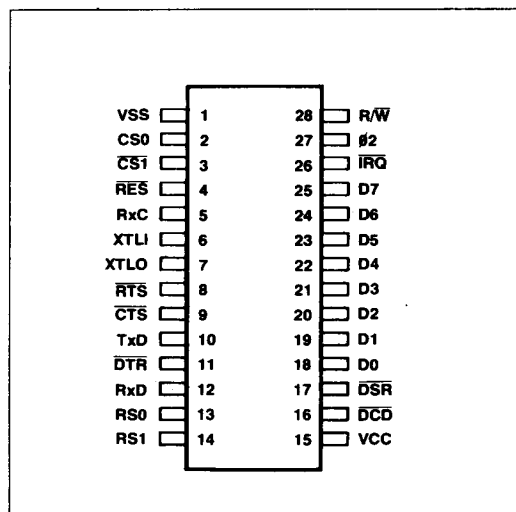 VSS 1 28 R/W̅
CS0 2 27 ø2
C̅S̅1̅ 3 26 I̅R̅Q̅
R̅E̅S̅ 4 25 D7
RxC 5 24 D6
XTLI 6 23 D5
XTLO 7 22 D4
R̅T̅S̅ 8 21 D3
C̅T̅S̅ 9 20 D2
TxD 10 19 D1
D̅T̅R̅ 11 18 D0
RxD 12 17 D̅S̅R̅
RS0 13 16 D̅C̅D̅
RS1 14 15 VCC